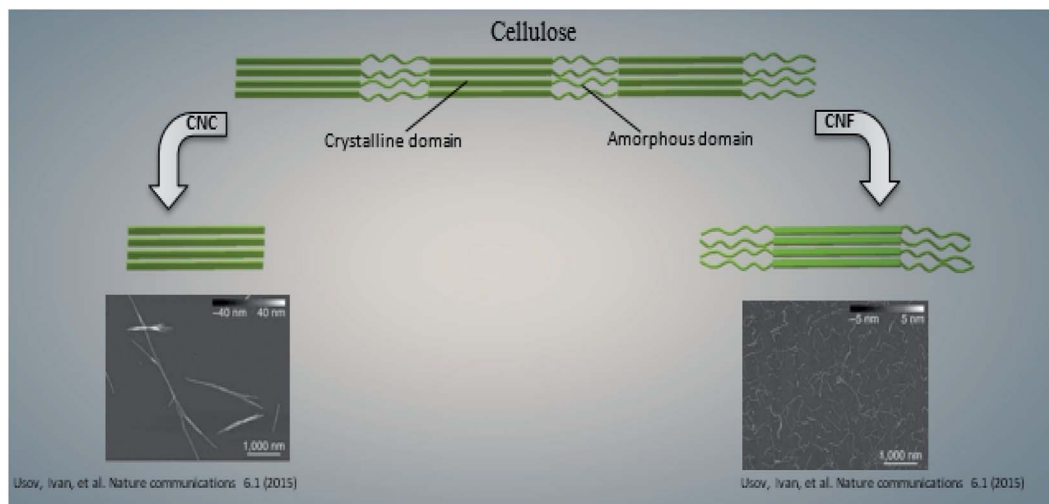 Cellulose
CNC
CNF
Crystalline domain
Amorphous domain
−40 nm 40 nm
−5 nm 5 nm
1,000 nm
1,000 nm
Usov, Ivan, et al. Nature communications 6.1 (2015)
Usov, Ivan, et al. Nature communications 6.1 (2015)